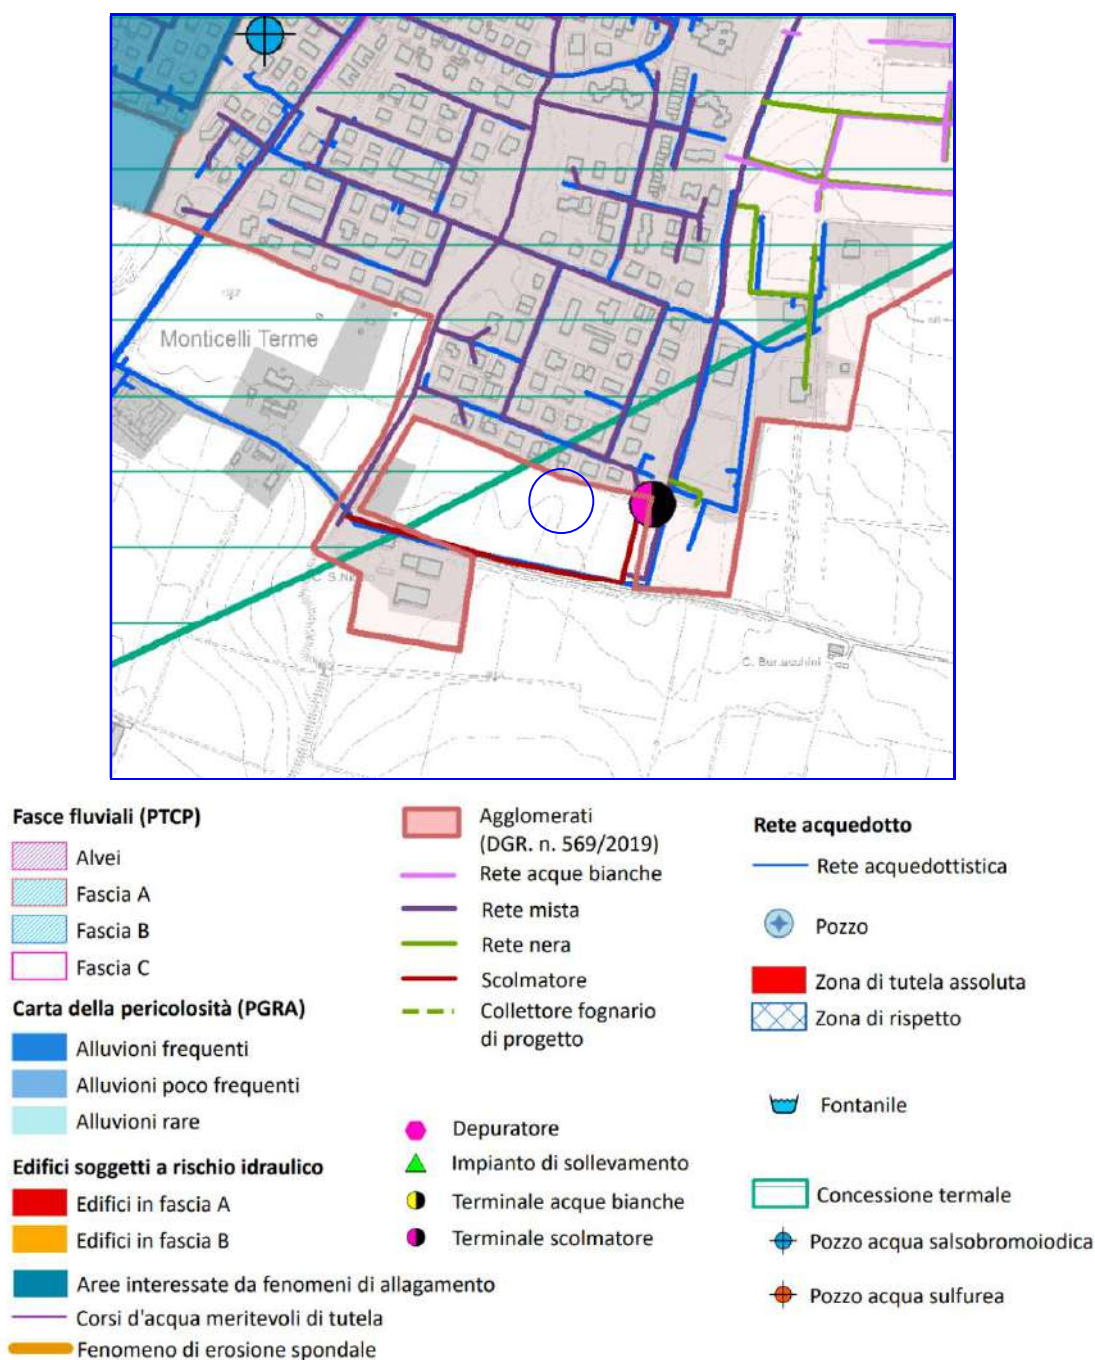 Monticelli Terme
Fasce fluviali (PTCP)
Alvei
Fascia A
Fascia B
Fascia C
Carta della pericolosità (PGRA)
Alluvioni frequenti
Alluvioni poco frequenti
Alluvioni rare
Edifici soggetti a rischio idraulico
Edifici in fascia A
Edifici in fascia B
Aree interessate da fenomeni di allagamento
Corsi d'acqua meritevoli di tutela
Fenomeno di erosione spondale
Agglomerati
(DGR. n. 569/2019)
Rete acque bianche
Rete mista
Rete nera
Scolmatore
Collettore fognario
di progetto
Depuratore
Impianto di sollevamento
Terminale acque bianche
Terminale scolmatore
Rete acquedotto
Rete acquedottistica
Pozzo
Zona di tutela assoluta
Zona di rispetto
Fontanile
Concessione termale
Pozzo acqua salsobromoiodica
Pozzo acqua sulfurea